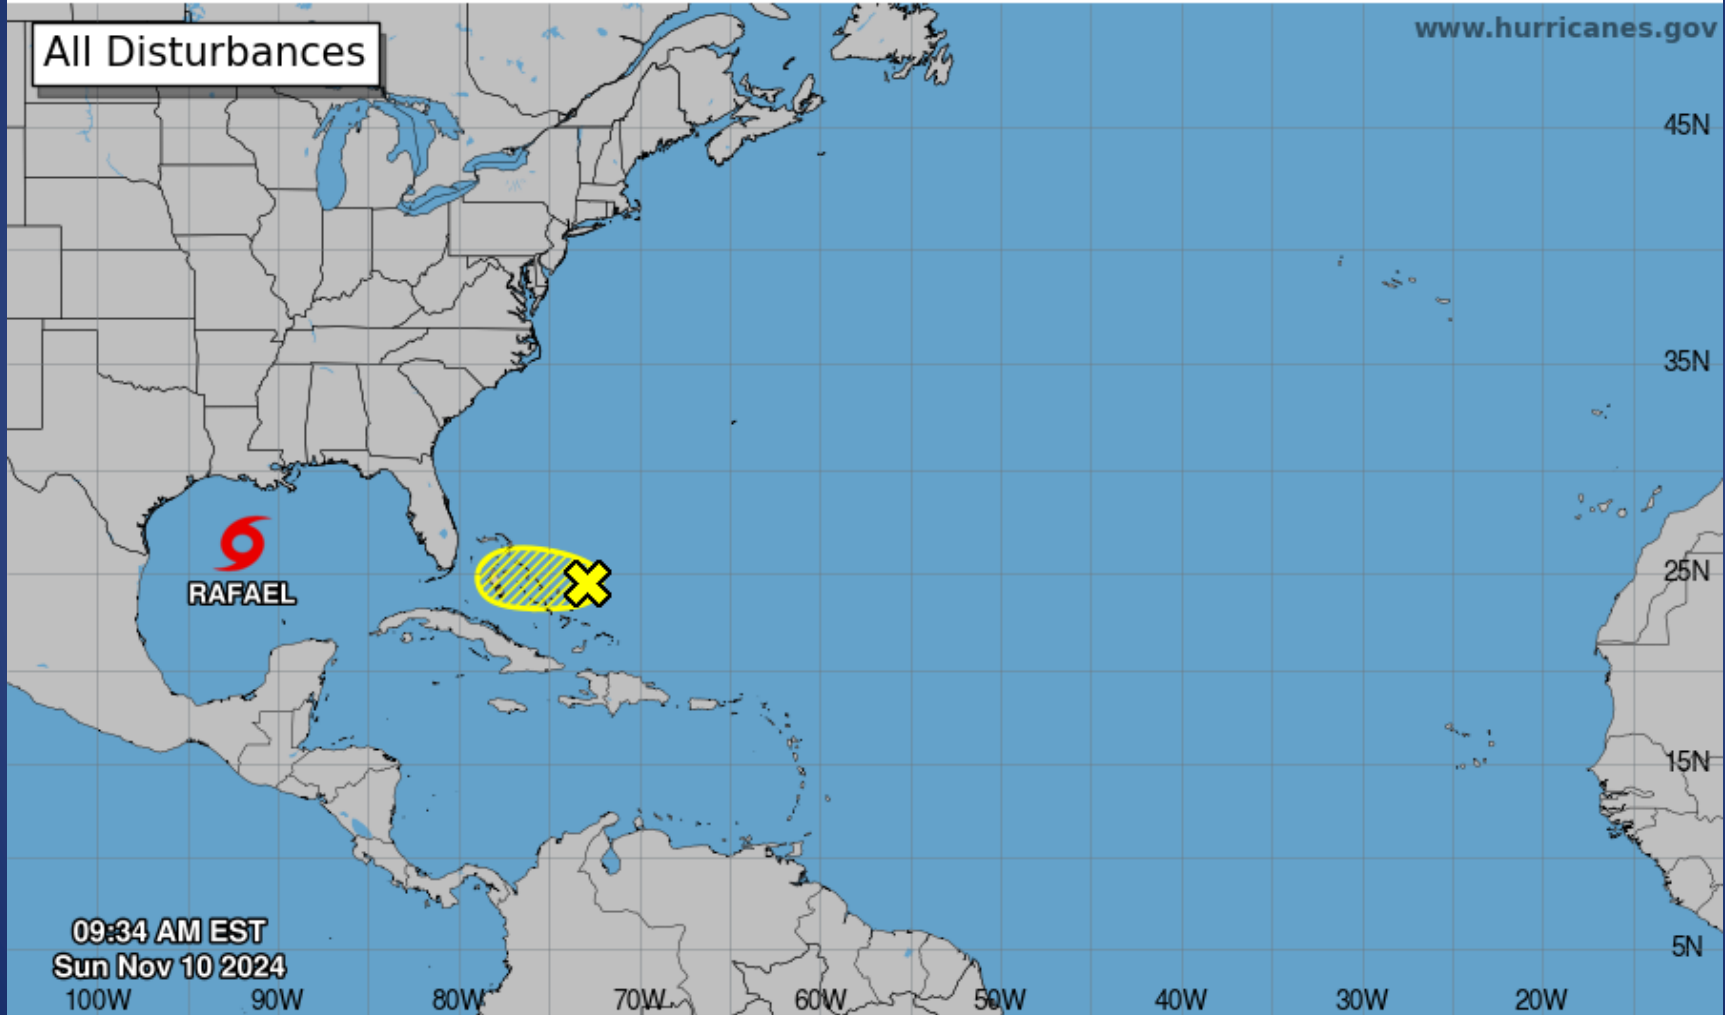 All Disturbances
www.hurricanes.gov
45N
35N
RAFAEL
25N
15N
09:34 AM EST
Sun Nov 10 2024
5N
100W 90W 80W 70W 60W 50W 40W 30W 20W